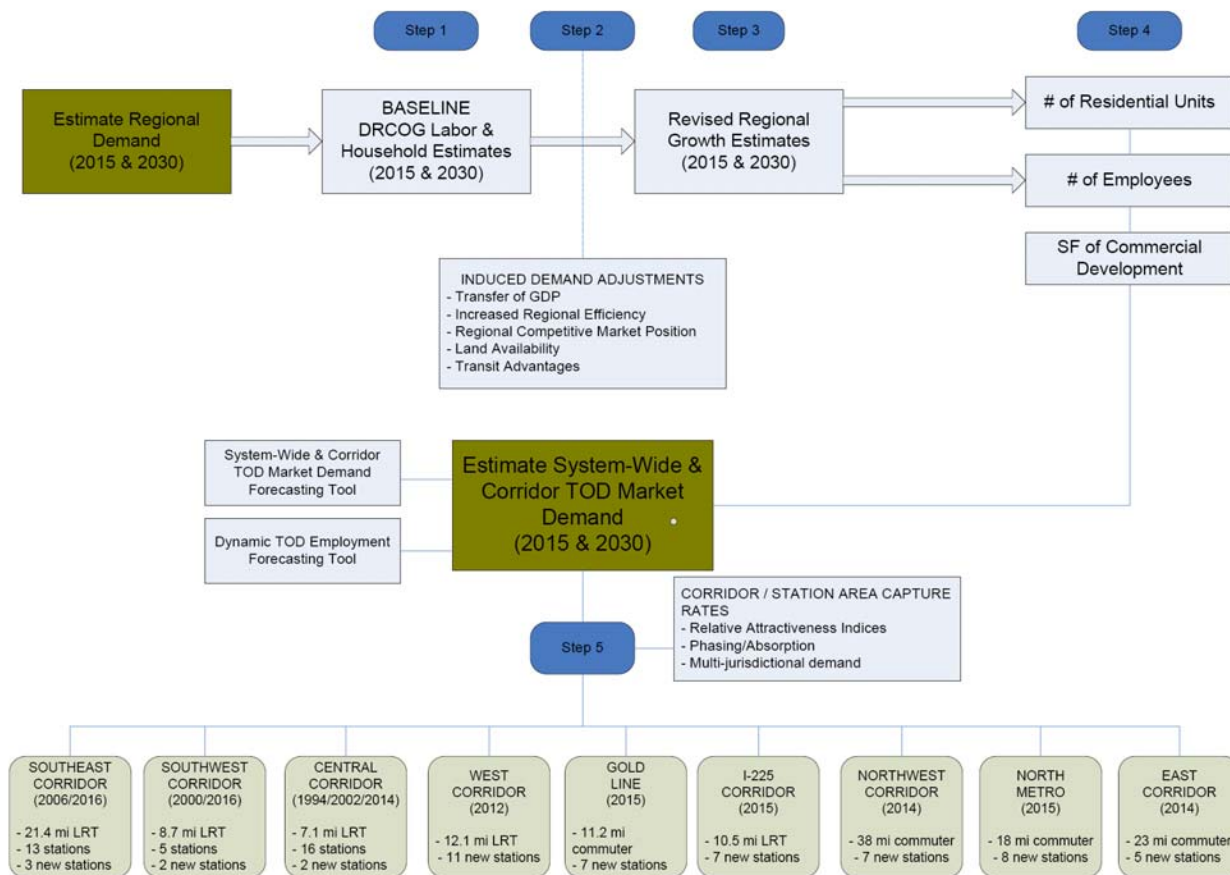 Step 1
Step 2
Step 3
Step 4
Estimate Regional
Demand
(2015 & 2030)
BASELINE
DRCOG Labor &
Household Estimates
(2015 & 2030)
Revised Regional
Growth Estimates
(2015 & 2030)
# of Residential Units
# of Employees
SF of Commercial
Development
INDUCED DEMAND ADJUSTMENTS
- Transfer of GDP
- Increased Regional Efficiency
- Regional Competitive Market Position
- Land Availability
- Transit Advantages
System-Wide & Corridor
TOD Market Demand
Forecasting Tool
Dynamic TOD Employment
Forecasting Tool
Estimate System-Wide &
Corridor TOD Market
Demand
(2015 & 2030)
CORRIDOR / STATION AREA CAPTURE
RATES
- Relative Attractiveness Indices
- Phasing/Absorption
- Multi-jurisdictional demand
Step 5
SOUTHEAST
CORRIDOR
(2006/2016)
- 21.4 mi LRT
- 13 stations
- 3 new stations
SOUTHWEST
CORRIDOR
(2000/2016)
- 8.7 mi LRT
- 5 stations
- 2 new stations
CENTRAL
CORRIDOR
(1994/2002/2014)
- 7.1 mi LRT
- 16 stations
- 2 new stations
WEST
CORRIDOR
(2012)
- 12.1 mi LRT
- 11 new stations
GOLD
LINE
(2015)
- 11.2 mi
commuter
- 7 new stations
I-225
CORRIDOR
(2015)
- 10.5 mi LRT
- 7 new stations
NORTHWEST
CORRIDOR
(2014)
- 38 mi commuter
- 7 new stations
NORTH
METRO
(2015)
- 18 mi commuter
- 8 new stations
EAST
CORRIDOR
(2014)
- 23 mi commuter
- 5 new stations